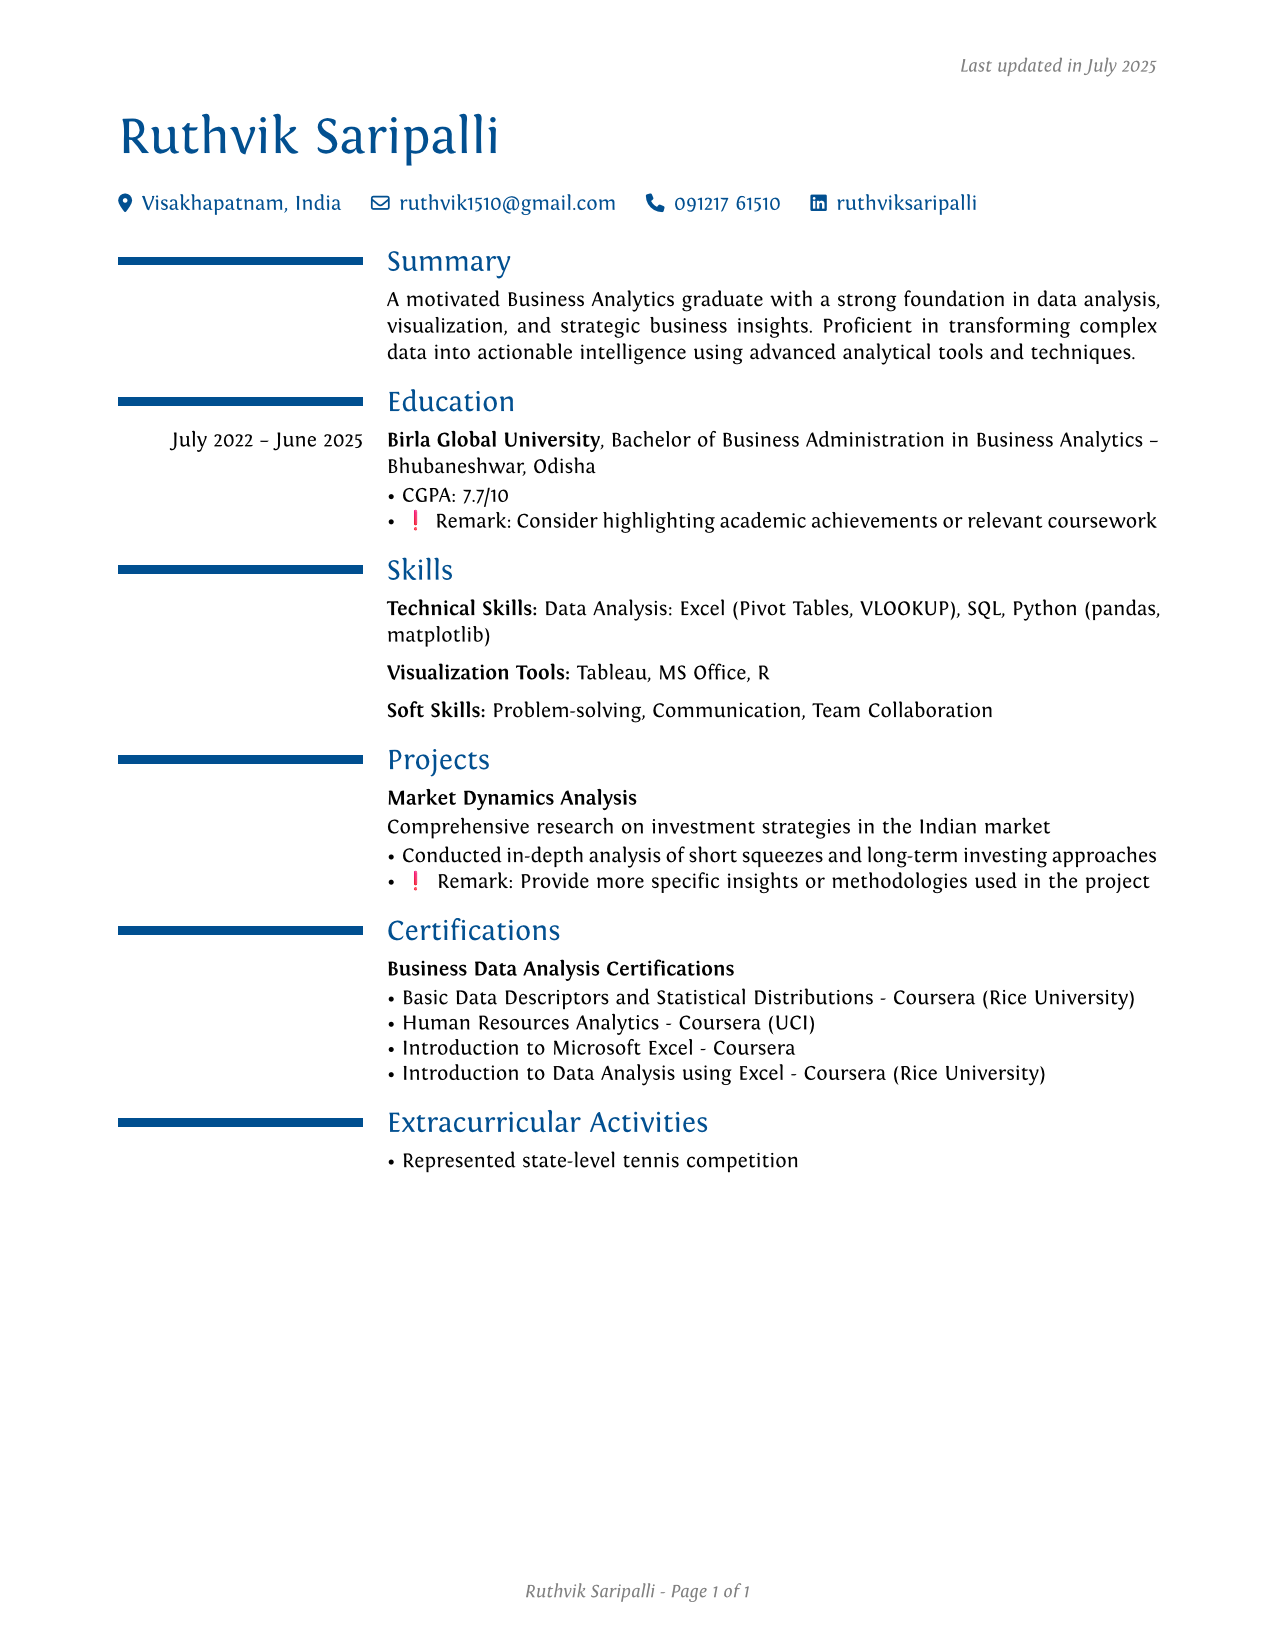 Last updated in July 2025
Ruthvik Saripalli
Visakhapatnam, India ruthvik1510@gmail.com 091217 61510 ruthviksaripalli
Summary
A motivated Business Analytics graduate with a strong foundation in data analysis,
visualization, and strategic business insights. Proficient in transforming complex
data into actionable intelligence using advanced analytical tools and techniques.
Education
July 2022 – June 2025 Birla Global University, Bachelor of Business Administration in Business Analytics –
Bhubaneshwar, Odisha
• CGPA: 7.7/10
• ❗ Remark: Consider highlighting academic achievements or relevant coursework
Skills
Technical Skills: Data Analysis: Excel (Pivot Tables, VLOOKUP), SQL, Python (pandas,
matplotlib)
Visualization Tools: Tableau, MS Office, R
Soft Skills: Problem-solving, Communication, Team Collaboration
Projects
Market Dynamics Analysis
Comprehensive research on investment strategies in the Indian market
• Conducted in-depth analysis of short squeezes and long-term investing approaches
• ❗ Remark: Provide more specific insights or methodologies used in the project
Certifications
Business Data Analysis Certifications
• Basic Data Descriptors and Statistical Distributions - Coursera (Rice University)
• Human Resources Analytics - Coursera (UCI)
• Introduction to Microsoft Excel - Coursera
• Introduction to Data Analysis using Excel - Coursera (Rice University)
Extracurricular Activities
• Represented state-level tennis competition
Ruthvik Saripalli - Page 1 of 1